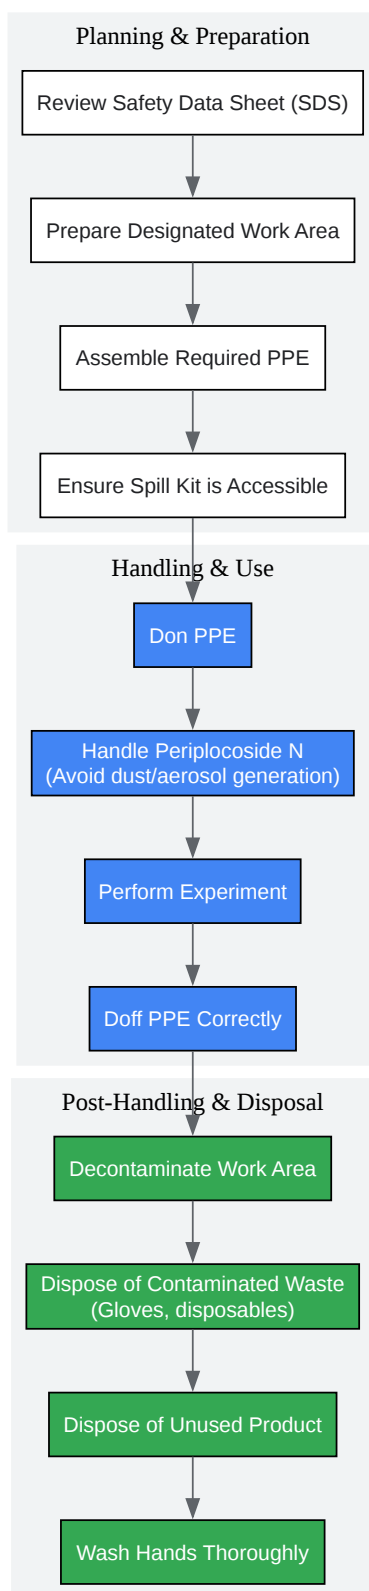 Planning & Preparation
Review Safety Data Sheet (SDS)
Prepare Designated Work Area
Assemble Required PPE
Ensure Spill Kit is Accessible
Handling & Use
Don PPE
Handle Periplocoside N
(Avoid dust/aerosol generation)
Perform Experiment
Doff PPE Correctly
Post-Handling & Disposal
Decontaminate Work Area
Dispose of Contaminated Waste
(Gloves, disposables)
Dispose of Unused Product
Wash Hands Thoroughly